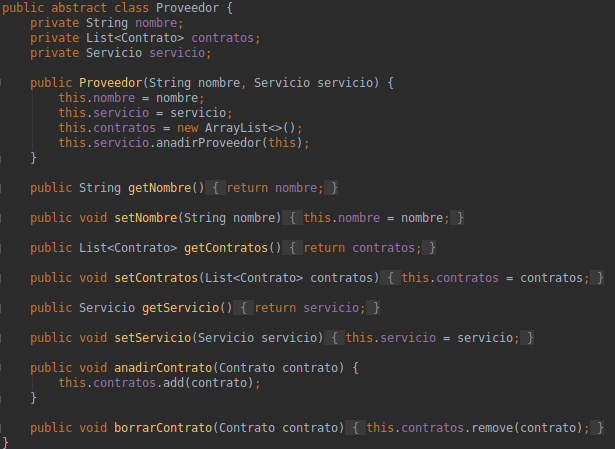 public abstract class Proveedor {
private String nombre;
private List<Contrato> contratos;
private Servicio servicio;
public Proveedor(String nombre, Servicio servicio) {
this.nombre = nombre;
this.servicio = servicio;
this.contratos = new ArrayList<>();
this.servicio.anadirProveedor(this);
}
public String getNombre() { return nombre; }
public void setNombre(String nombre) { this.nombre = nombre; }
public List<Contrato> getContratos() { return contratos; }
public void setContratos(List<Contrato> contratos) { this.contratos = contratos; }
public Servicio getServicio() { return servicio; }
public void setServicio(Servicio servicio) { this.servicio = servicio; }
public void anadirContrato(Contrato contrato) {
this.contratos.add(contrato);
}
public void borrarContrato(Contrato contrato) { this.contratos.remove(contrato); }
}